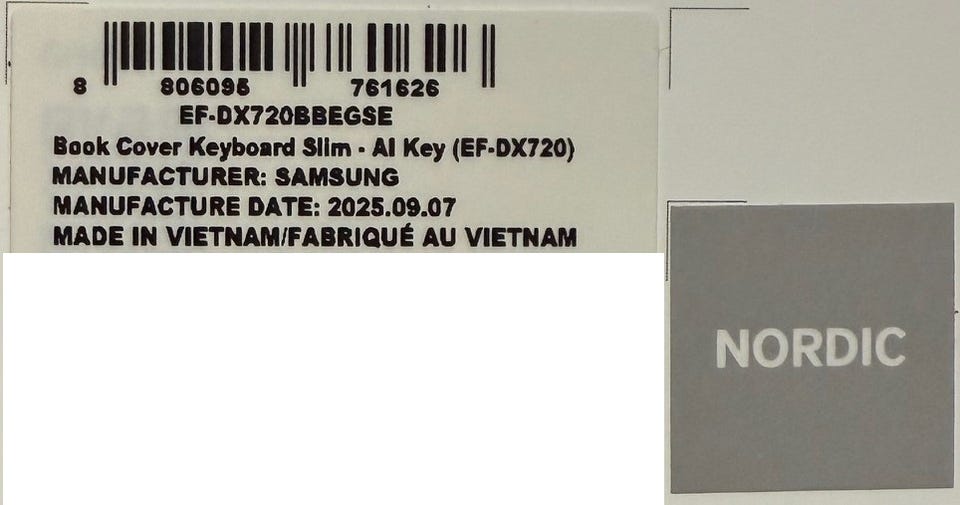 8 806095 761626
EF-DX720BBEGSE
Book Cover Keyboard Slim - AI Key (EF-DX720)
MANUFACTURER: SAMSUNG
MANUFACTURE DATE: 2025.09.07
MADE IN VIETNAM/FABRIQUÉ AU VIETNAM
NORDIC